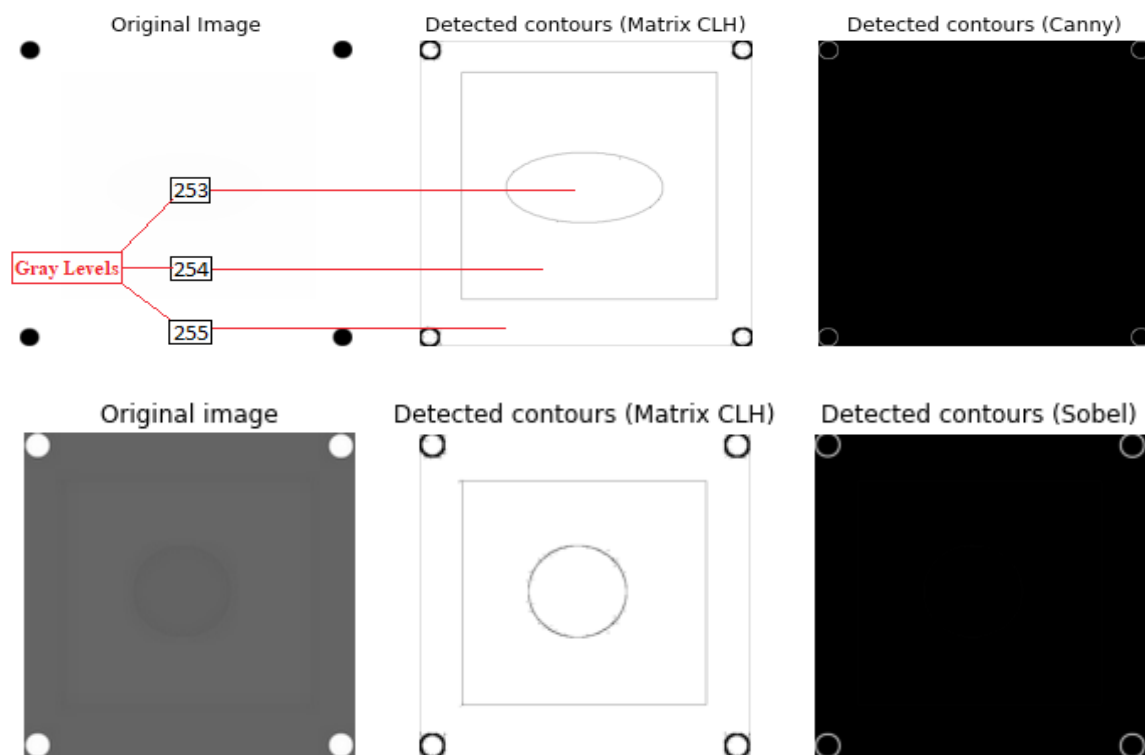 Original Image
Detected contours (Matrix CLH)
Detected contours (Canny)
253
Gray Levels
254
255
Original image
Detected contours (Matrix CLH)
Detected contours (Sobel)